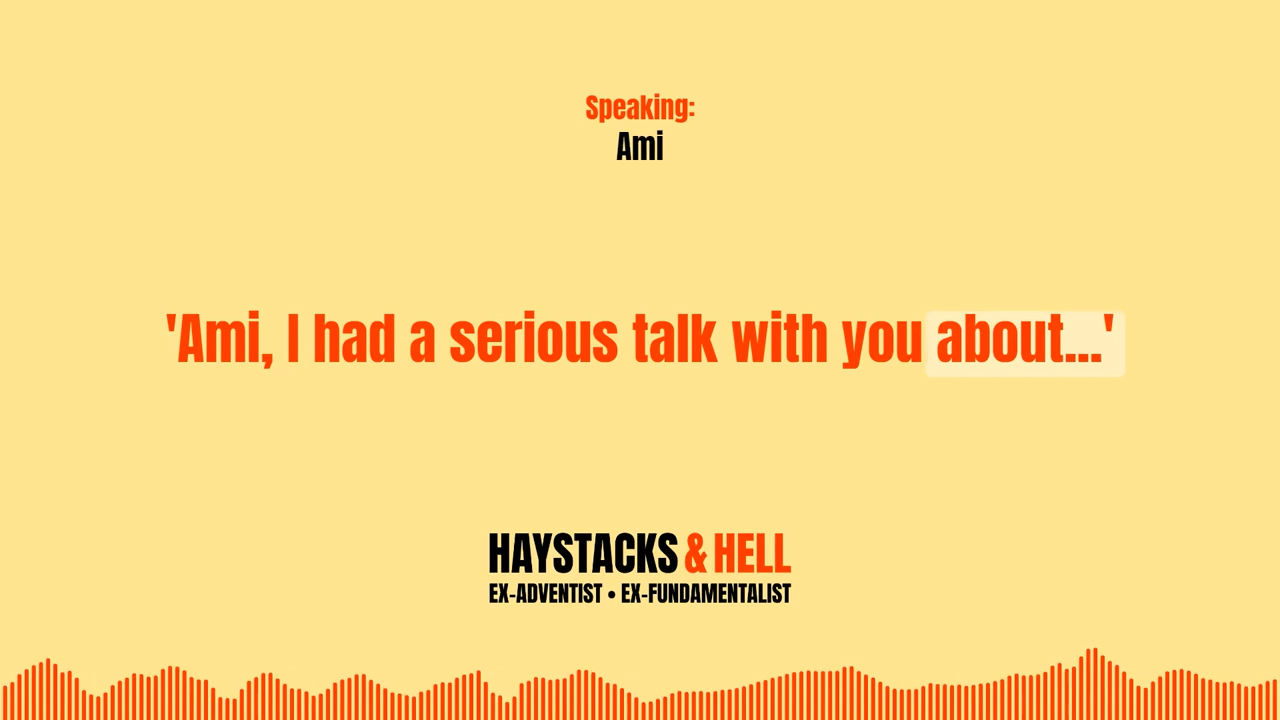 Speaking:
Ami
'Ami, I had a serious talk with you about...'
HAYSTACKS & HELL
EX-ADVENTIST • EX-FUNDAMENTALIST